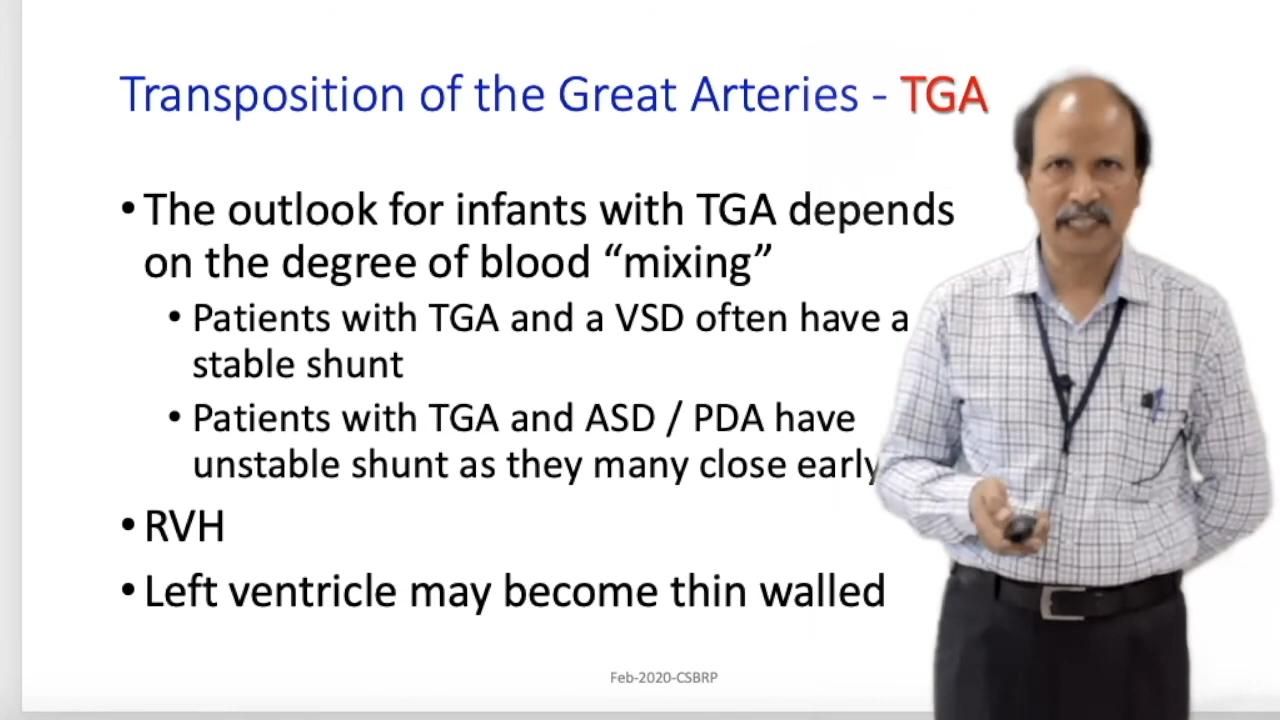 Transposition of the Great Arteries - TGA
• The outlook for infants with TGA depends
on the degree of blood “mixing”
• Patients with TGA and a VSD often have a
stable shunt
• Patients with TGA and ASD / PDA have
unstable shunt as they many close early
• RVH
• Left ventricle may become thin walled
Feb-2020-CSBRP